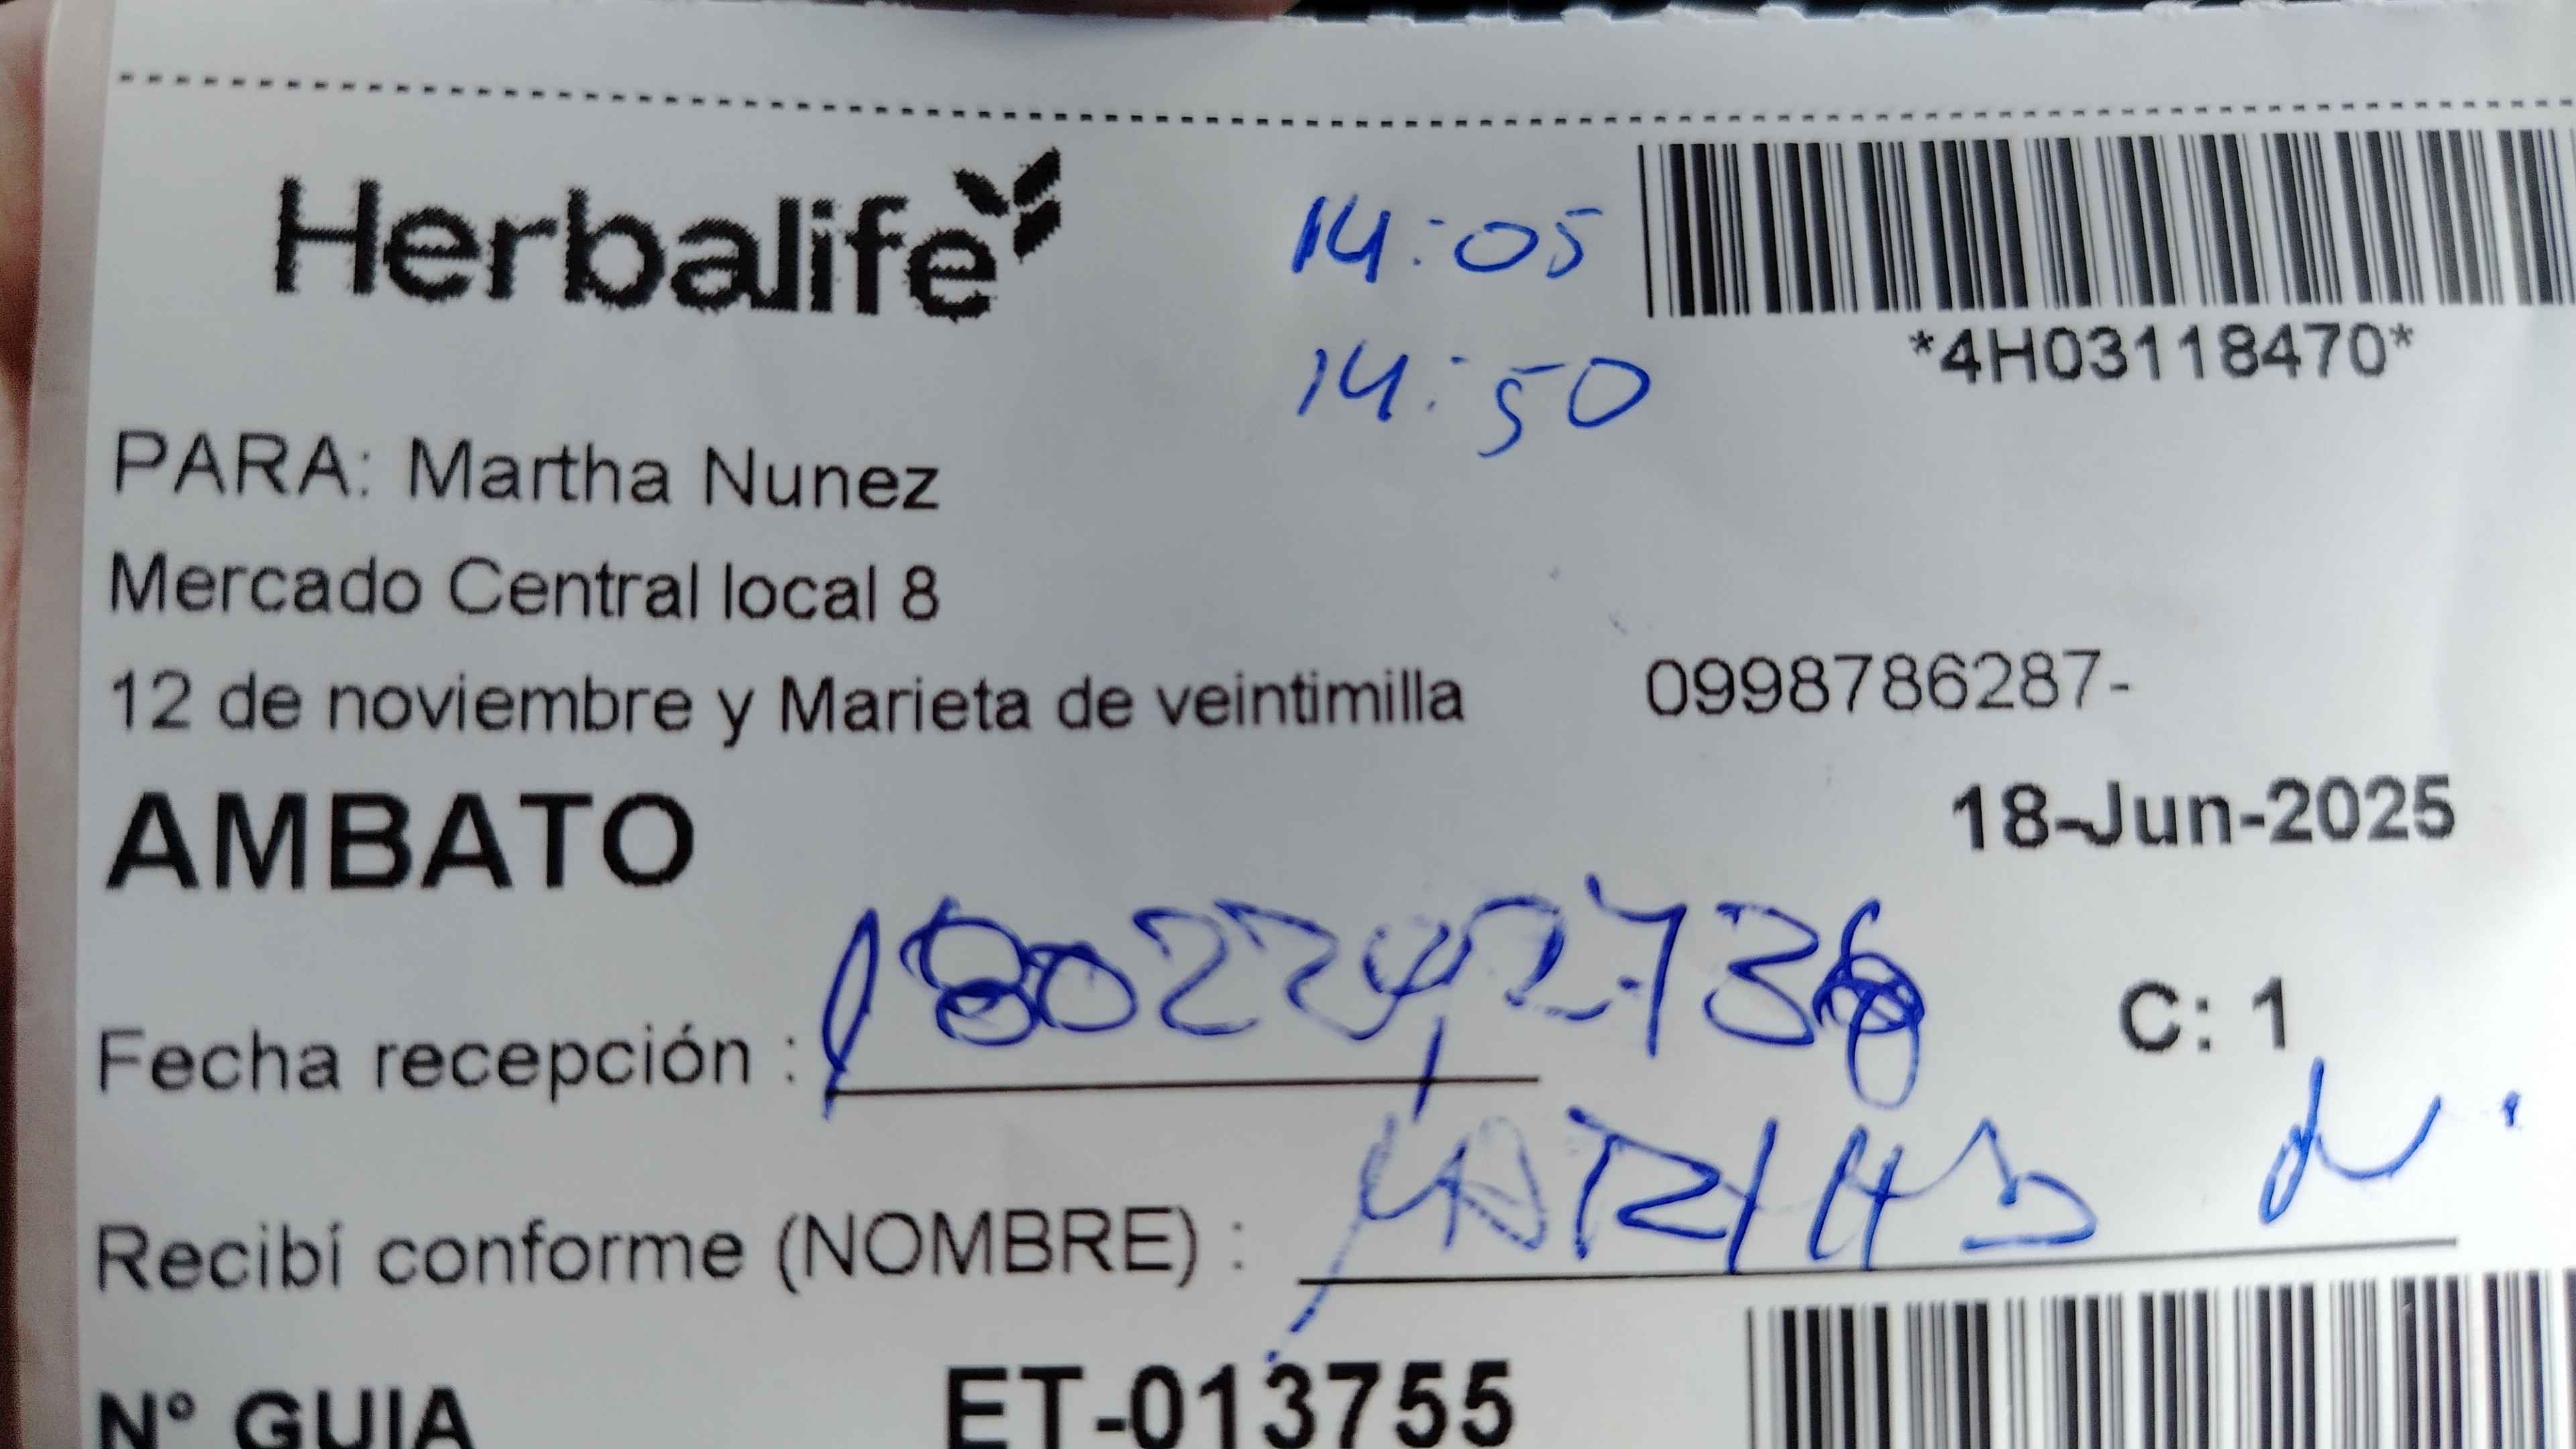 Herbalife
14:05
*4H03118470*
14:50
PARA: Martha Nunez
Mercado Central local 8
12 de noviembre y Marieta de veintimilla 0998786287-
AMBATO
18-Jun-2025
Fecha recepción :
C: 1
Recibí conforme (NOMBRE) :
N° GUIA ET-013755